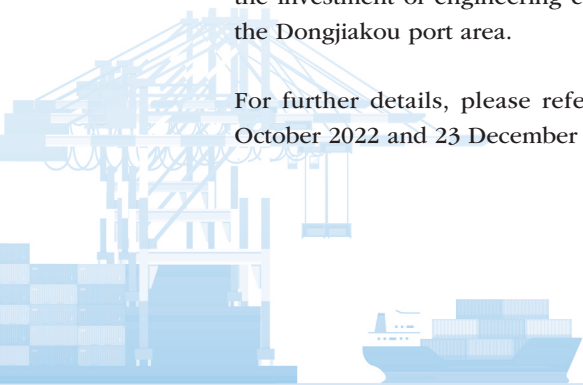 the investment of engineering
the Dongjiakou port area.
For further details, please
October 2022 and 23 December